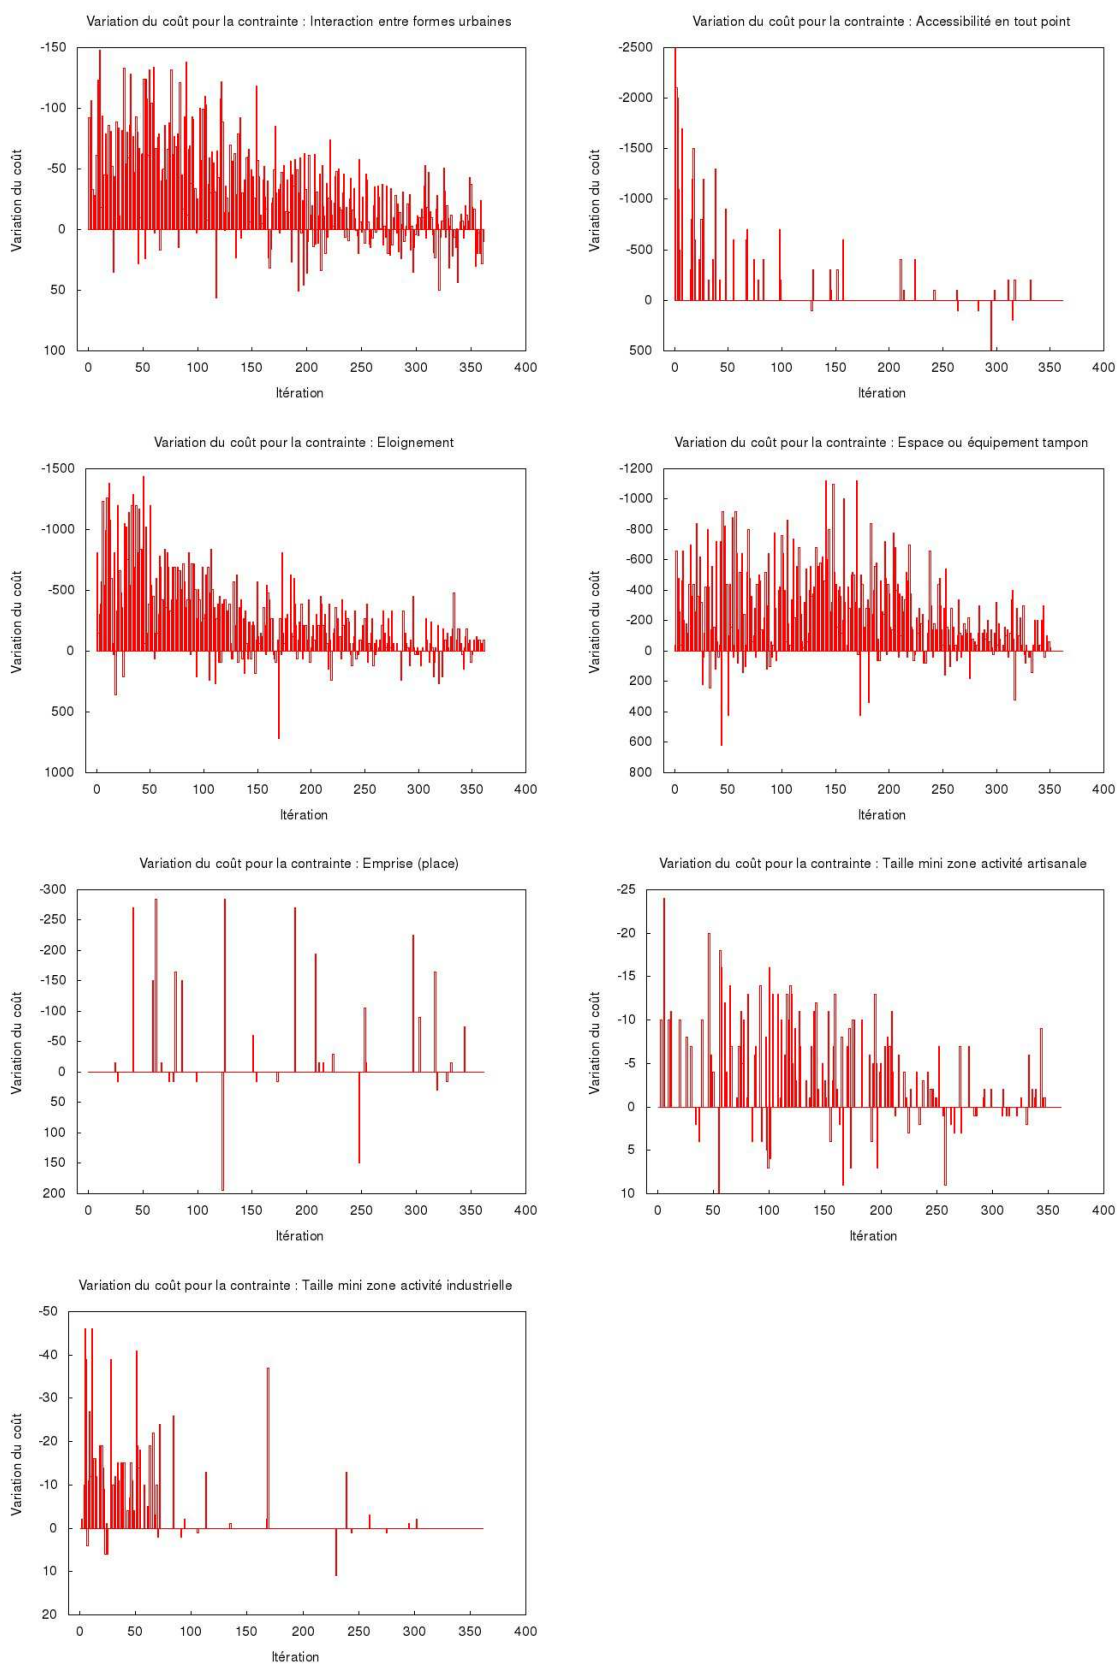 Variation du coût pour la contrainte : Interaction entre formes urbaines
-150
-100
-50
0
50
100
Variation du coût
0 50 100 150 200 250 300 350 400
Itération
Variation du coût pour la contrainte : Accessibilité en tout point
-2500
-2000
-1500
-1000
-500
0
500
Variation du coût
0 50 100 150 200 250 300 350 400
Itération
Variation du coût pour la contrainte : Eloignement
-1500
-1000
-500
0
500
1000
Variation du coût
0 50 100 150 200 250 300 350 400
Itération
Variation du coût pour la contrainte : Espace ou équipement tampon
-1200
-1000
-800
-600
-400
-200
0
200
400
600
800
Variation du coût
0 50 100 150 200 250 300 350 400
Itération
Variation du coût pour la contrainte : Emprise (place)
-300
-250
-200
-150
-100
-50
0
50
100
150
200
Variation du coût
0 50 100 150 200 250 300 350 400
Itération
Variation du coût pour la contrainte : Taille mini zone activité artisanale
-25
-20
-15
-10
-5
0
5
10
Variation du coût
0 50 100 150 200 250 300 350 400
Itération
Variation du coût pour la contrainte : Taille mini zone activité industrielle
-50
-40
-30
-20
-10
0
10
20
Variation du coût
0 50 100 150 200 250 300 350 400
Itération